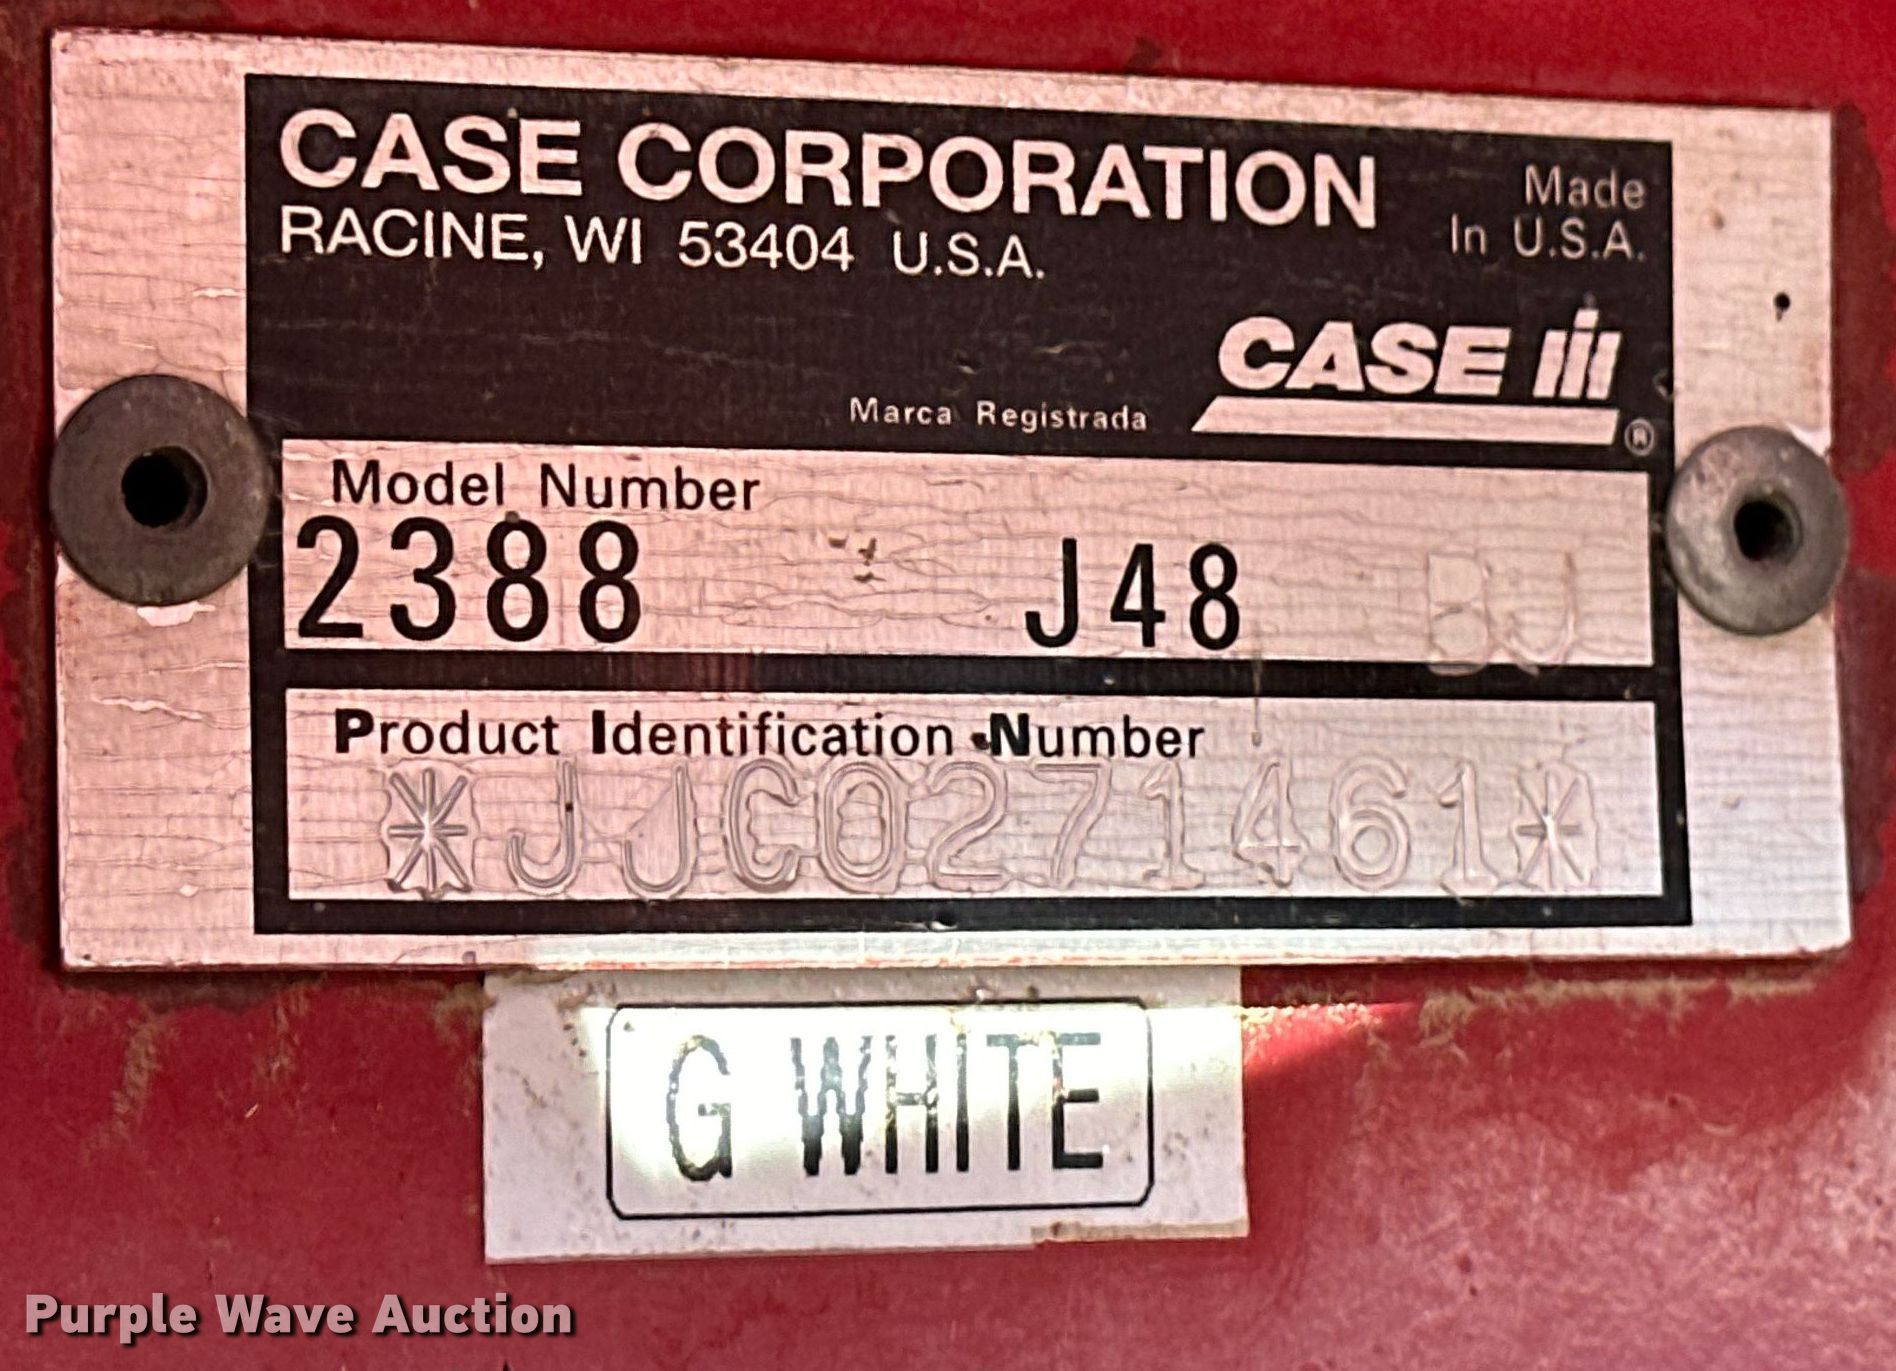 CASE CORPORATION
RACINE, WI 53404 U.S.A.
Made
In U.S.A.
CASE III
Marca Registrada ®
Model Number
2388 J48 BJ
Product Identification Number
*JJC0271461*
G WHITE
Purple Wave Auction